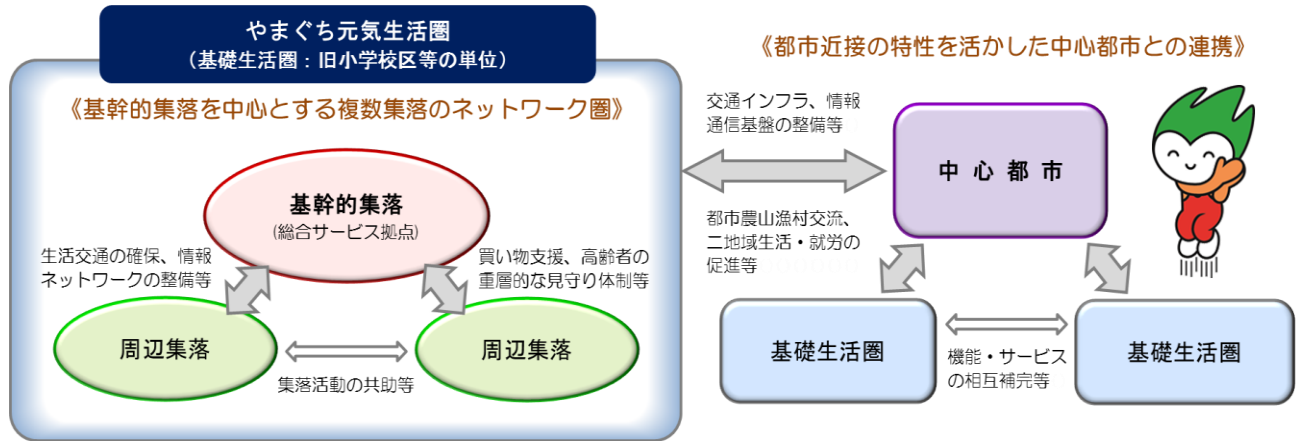 やまぐち元気生活圏
（基礎生活圏：旧小学校区等の単位）
《基幹的集落を中心とする複数集落のネットワーク圏》
基幹的集落
(総合サービス拠点)
生活交通の確保、情報
ネットワークの整備等
買い物支援、高齢者の
重層的な見守り体制等
周辺集落
周辺集落
集落活動の共助等
《都市近接の特性を活かした中心都市との連携》
交通インフラ、情報
通信基盤の整備等
中心都市
都市農山漁村交流、
二地域生活・就労の
促進等
基礎生活圏
機能・サービス
の相互補完等
基礎生活圏